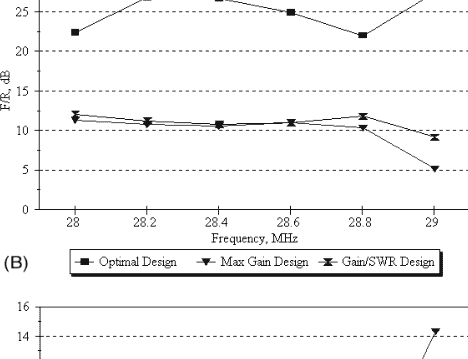 25
20
15
10
5
0
F/R, dB
28 28.2 28.4 28.6 28.8 29
Frequency, MHz
(B) Optimal Design Max Gain Design Gain/SWR Design
16
14